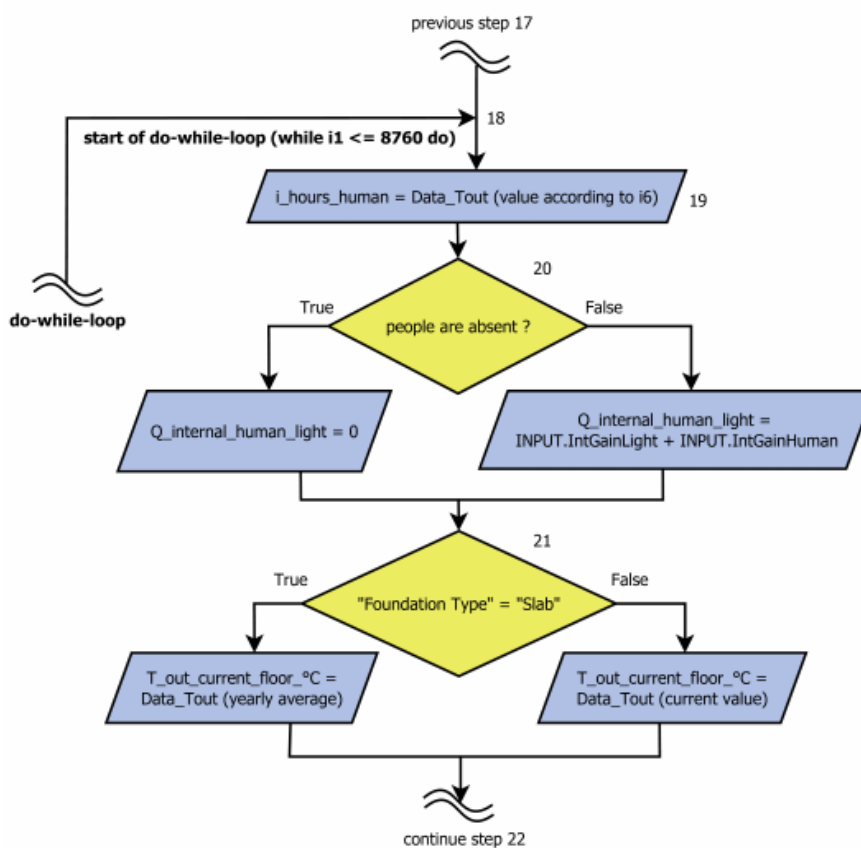 previous step 17
18
start of do-while-loop (while i1 <= 8760 do)
i_hours_human = Data_Tout (value according to i6)
19
do-while-loop
20
True
people are absent ?
False
Q_internal_human_light = 0
Q_internal_human_light =
INPUT.IntGainLight + INPUT.IntGainHuman
21
True
"Foundation Type" = "Slab"
False
T_out_current_floor_°C =
Data_Tout (yearly average)
T_out_current_floor_°C =
Data_Tout (current value)
continue step 22